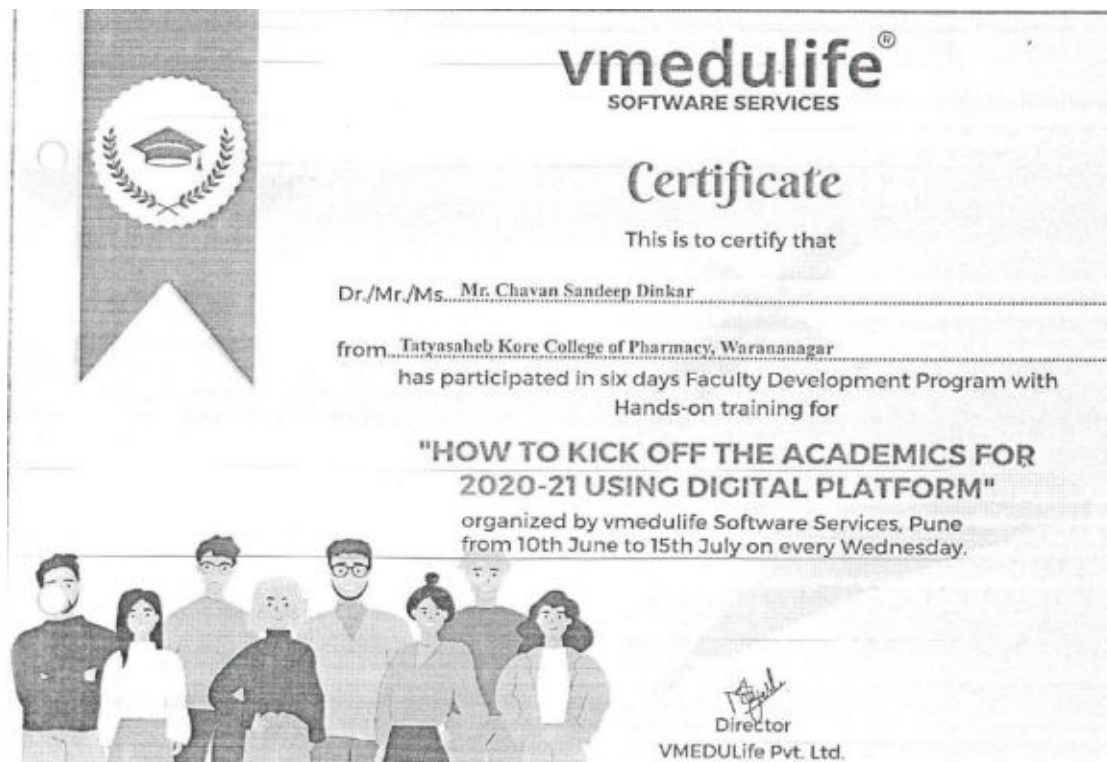 vmedulife®
SOFTWARE SERVICES
Certificate
This is to certify that
Dr./Mr./Ms. Mr. Chavan Sandeep Dinkar
from Tatyasaheb Kore College of Pharmacy, Warananagar
has participated in six days Faculty Development Program with
Hands-on training for
"HOW TO KICK OFF THE ACADEMICS FOR
2020-21 USING DIGITAL PLATFORM"
organized by vmedulife Software Services, Pune
from 10th June to 15th July on every Wednesday.
Director
VMEDULife Pvt. Ltd.